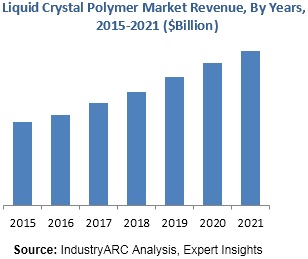 Liquid Crystal Polymer Market Revenue, By Years,
2015-2021 ($Billion)
2015 2016 2017 2018 2019 2020 2021
Source: IndustryARC Analysis, Expert Insights